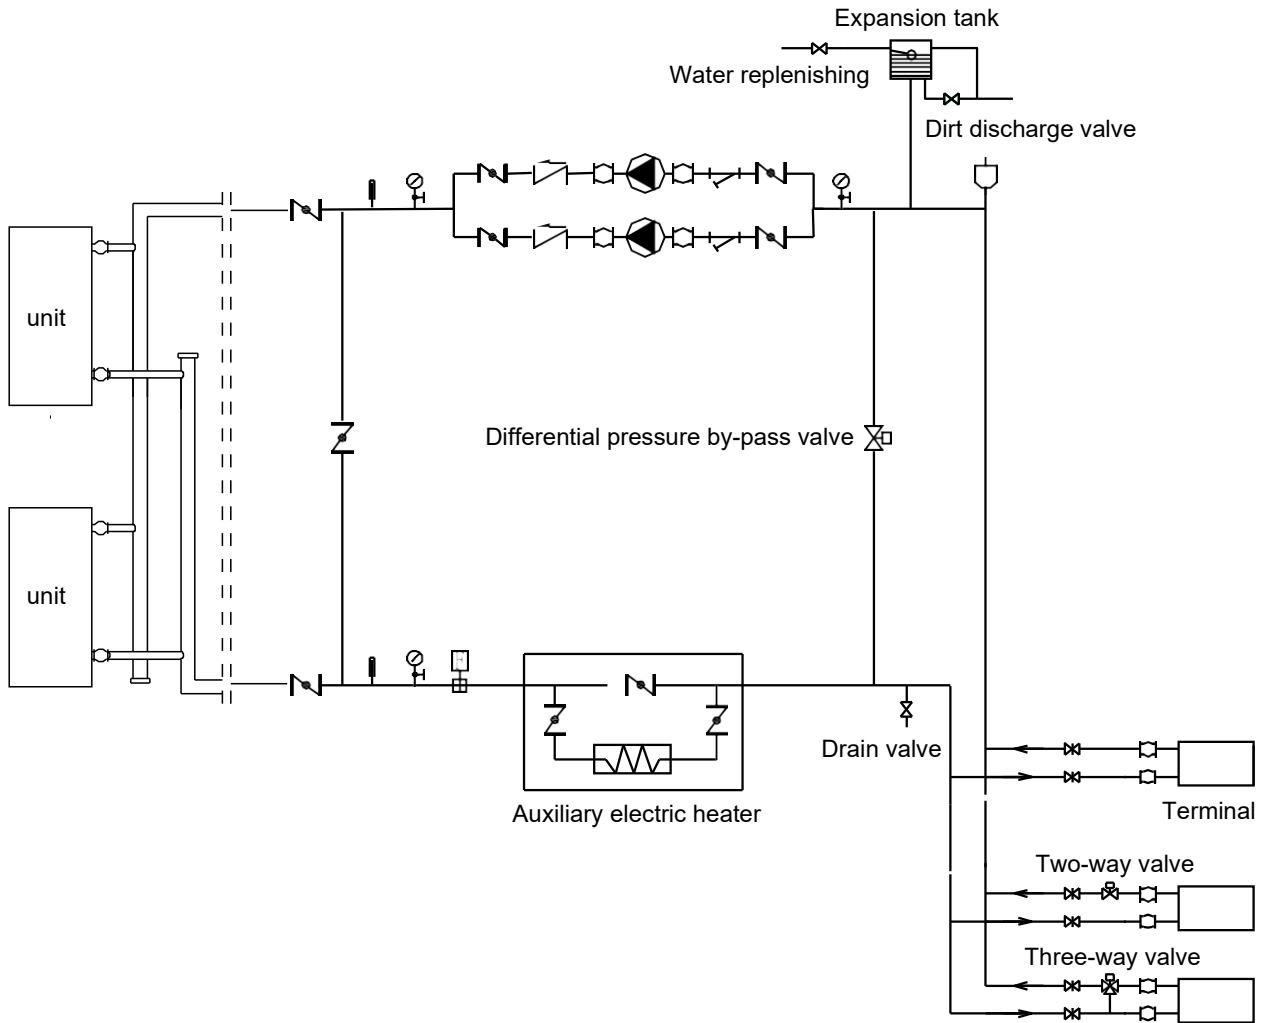 Expansion tank
Water replenishing
Dirt discharge valve
unit
Differential pressure by-pass valve
unit
Drain valve
Auxiliary electric heater
Terminal
Two-way valve
Three-way valve